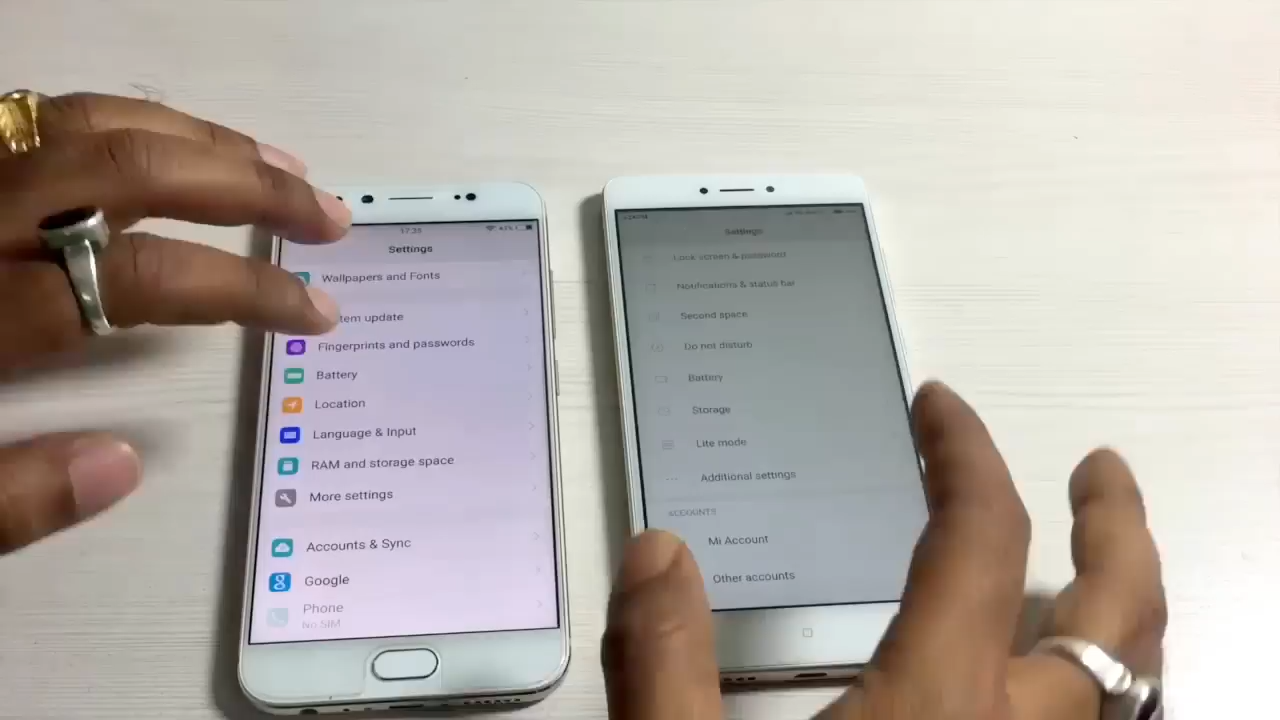 17:35
Settings
Wallpapers and Fonts
tem update
Fingerprints and passwords
Battery
Location
Language & Input
RAM and storage space
More settings
Accounts & Sync
Google
Phone
No SIM
Settings
Lock screen & password
Notifications & status bar
Second space
Do not disturb
Battery
Storage
Lite mode
Additional settings
ACCOUNTS
Mi Account
Other accounts